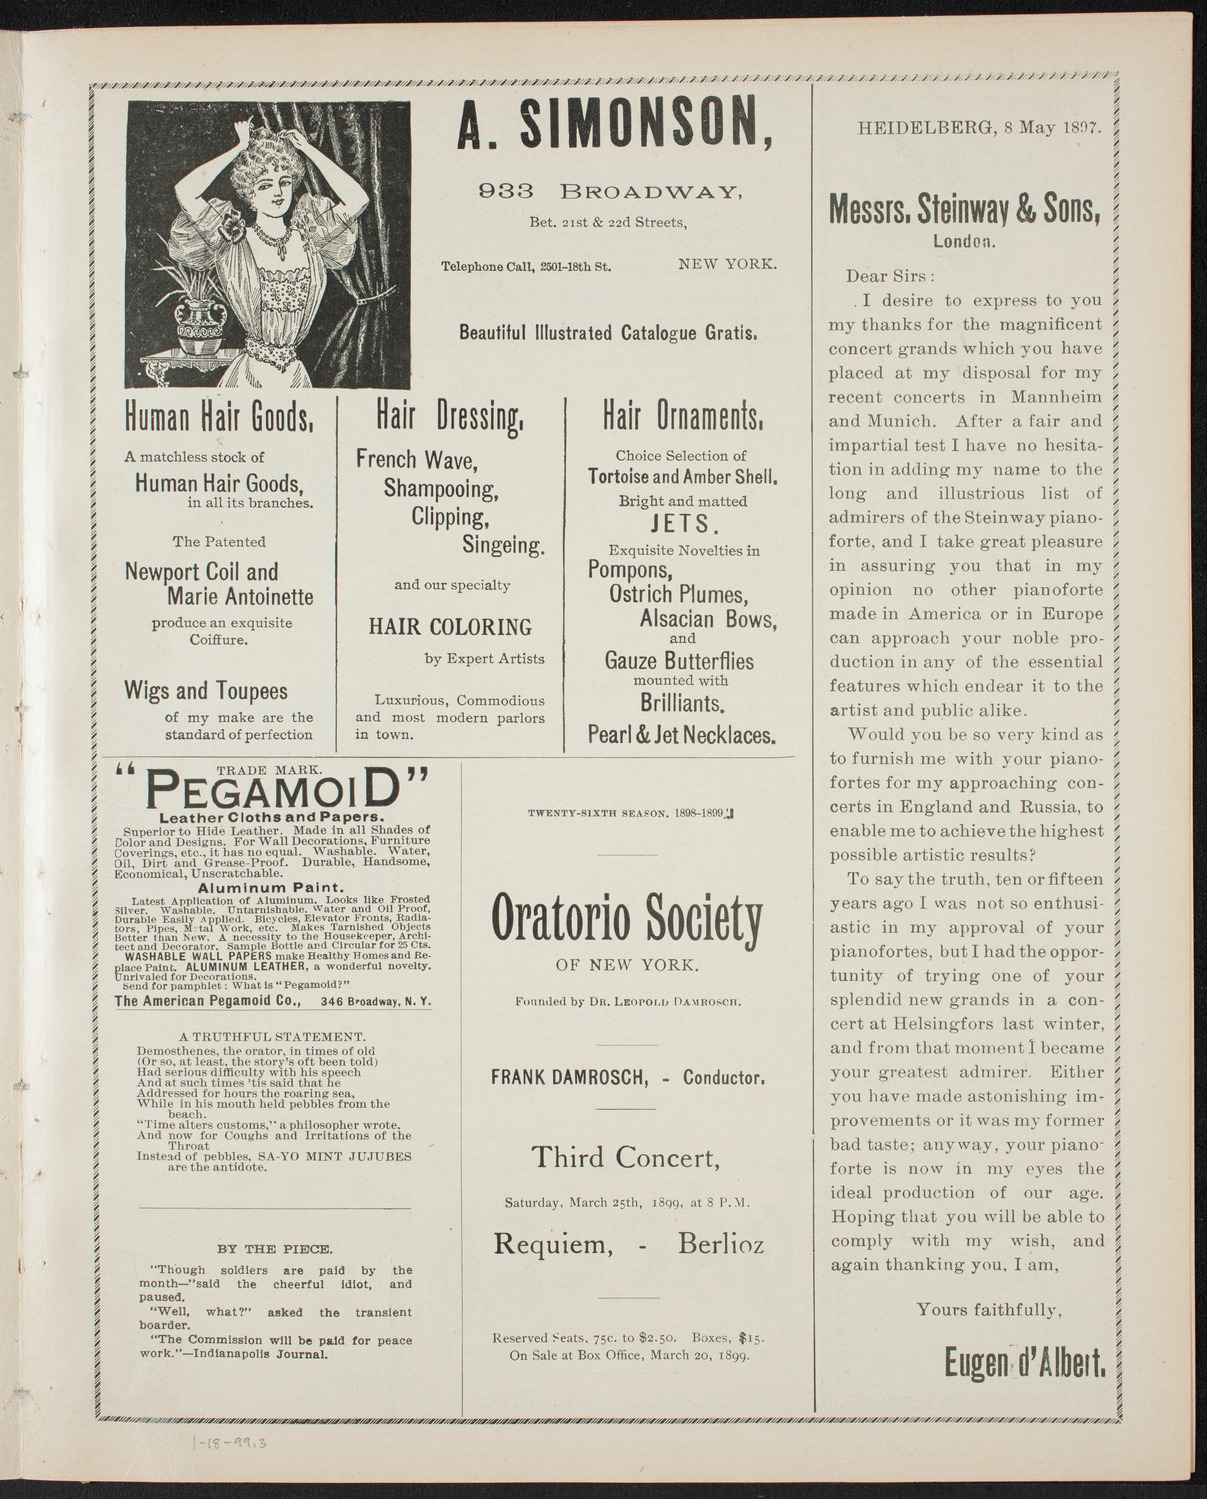 A. SIMONSON,
933 BROADWAY,
Bet. 21st & 22d Streets,
Telephone Call, 2501-18th St. NEW YORK.
Beautiful Illustrated Catalogue Gratis.
Human Hair Goods,
A matchless stock of
Human Hair Goods,
in all its branches.
The Patented
Newport Coil and
Marie Antoinette
produce an exquisite
Coiffure.
Wigs and Toupees
of my make are the
standard of perfection
Hair Dressing,
French Wave,
Shampooing,
Clipping,
Singeing.
and our specialty
HAIR COLORING
by Expert Artists
Luxurious, Commodious
and most modern parlors
in town.
Hair Ornaments,
Choice Selection of
Tortoise and Amber Shell.
Bright and matted
JETS.
Exquisite Novelties in
Pompons,
Ostrich Plumes,
Alsacian Bows,
and
Gauze Butterflies
mounted with
Brilliants.
Pearl & Jet Necklaces.
TRADE MARK.
"PEGAMOID"
Leather Cloths and Papers.
Superior to Hide Leather. Made in all Shades of
Color and Designs. For Wall Decorations, Furniture
Coverings, etc., it has no equal. Washable. Water,
Oil, Dirt and Grease-Proof. Durable, Handsome,
Economical, Unscratchable.
Aluminum Paint.
Latest Application of Aluminum. Looks like Frosted
Silver. Washable. Untarnishable. Water and Oil Proof,
Durable Easily Applied. Bicycles, Elevator Fronts, Radia-
tors, Pipes, Metal Work, etc. Makes Tarnished Objects
Better than New. A necessity to the Housekeeper, Archi-
tect and Decorator. Sample Bottle and Circular for 25 Cts.
WASHABLE WALL PAPERS make Healthy Homes and Re-
place Paint. ALUMINUM LEATHER, a wonderful novelty.
Unrivaled for Decorations.
Send for pamphlet: What is "Pegamoid?"
The American Pegamoid Co., 346 Broadway, N. Y.
A TRUTHFUL STATEMENT.
Demosthenes, the orator, in times of old
(Or so, at least, the story's oft been told)
Had serious difficulty with his speech
And at such times 'tis said that he
Addressed for hours the roaring sea,
While in his mouth held pebbles from the
beach.
"Time alters customs," a philosopher wrote,
And now for Coughs and Irritations of the
Throat
Instead of pebbles, SA-YO MINT JUJUBES
are the antidote.
BY THE PIECE.
"Though soldiers are paid by the
month—"said the cheerful idiot, and
paused.
"Well, what?" asked the transient
boarder.
"The Commission will be paid for peace
work."—Indianapolis Journal.
TWENTY-SIXTH SEASON. 1898-1899.
Oratorio Society
OF NEW YORK.
Founded by DR. LEOPOLD DAMROSCH.
FRANK DAMROSCH, - Conductor.
Third Concert,
Saturday, March 25th, 1899, at 8 P.M.
Requiem, - Berlioz
Reserved Seats, 75c. to $2.50. Boxes, $15.
On Sale at Box Office, March 20, 1899.
HEIDELBERG, 8 May 1897.
Messrs. Steinway & Sons,
London.
Dear Sirs:
I desire to express to you
my thanks for the magnificent
concert grands which you have
placed at my disposal for my
recent concerts in Mannheim
and Munich. After a fair and
impartial test I have no hesita-
tion in adding my name to the
long and illustrious list of
admirers of the Steinway piano-
forte, and I take great pleasure
in assuring you that in my
opinion no other pianoforte
made in America or in Europe
can approach your noble pro-
duction in any of the essential
features which endear it to the
artist and public alike.
Would you be so very kind as
to furnish me with your piano-
fortes for my approaching con-
certs in England and Russia, to
enable me to achieve the highest
possible artistic results?
To say the truth, ten or fifteen
years ago I was not so enthusi-
astic in my approval of your
pianofortes, but I had the oppor-
tunity of trying one of your
splendid new grands in a con-
cert at Helsingfors last winter,
and from that moment I became
your greatest admirer. Either
you have made astonishing im-
provements or it was my former
bad taste; anyway, your piano-
forte is now in my eyes the
ideal production of our age.
Hoping that you will be able to
comply with my wish, and
again thanking you, I am,
Yours faithfully,
Eugen d'Albert.
1-18-99.3